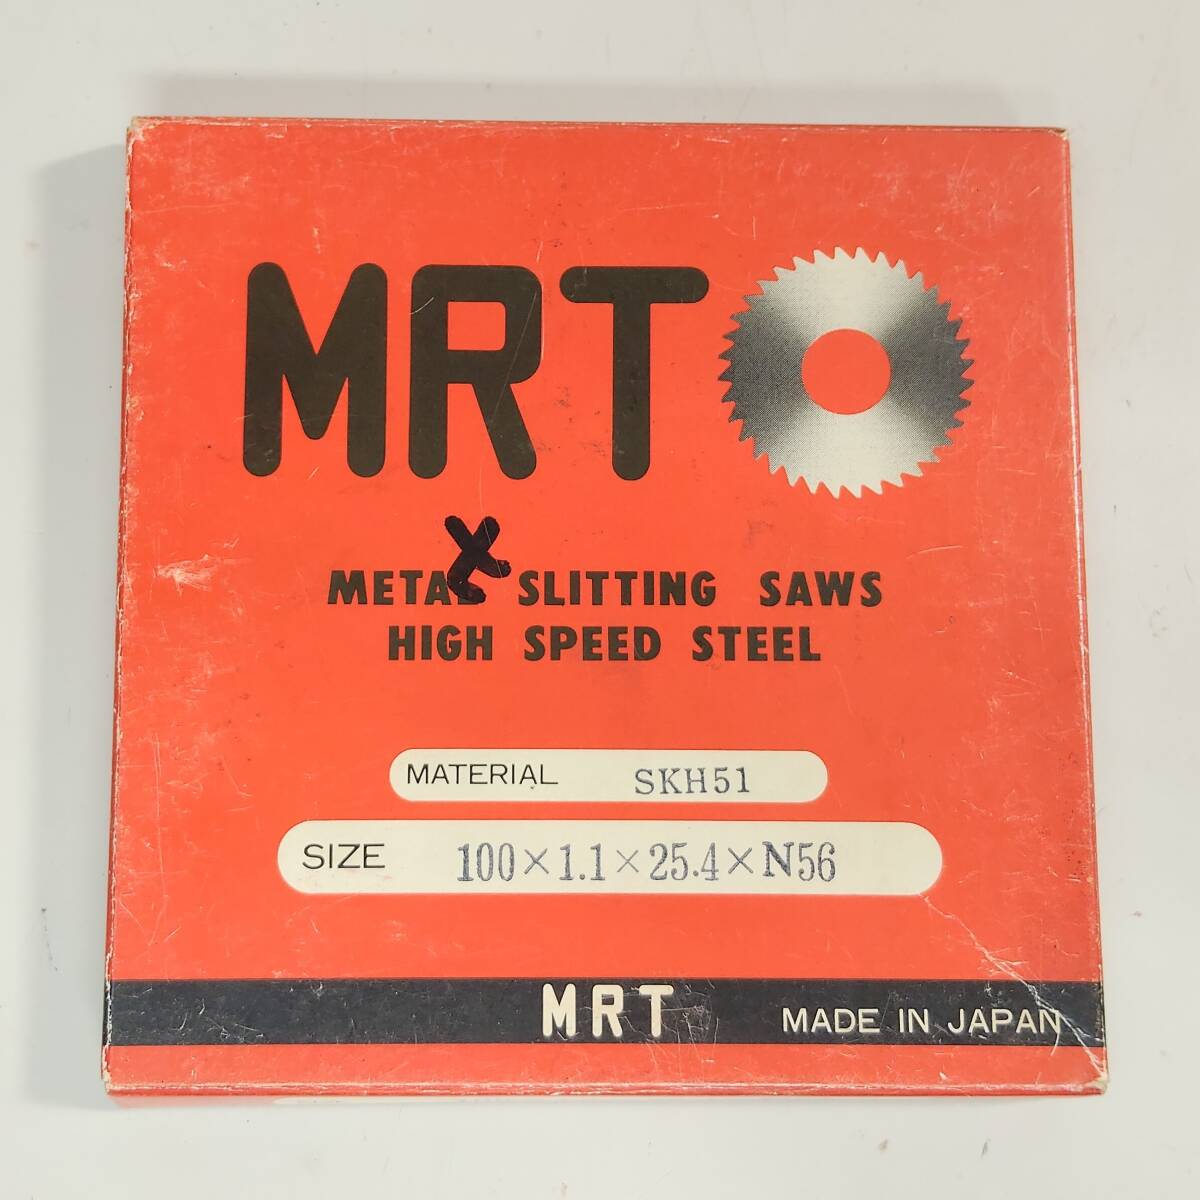 MRT
METAL SLITTING SAWS
HIGH SPEED STEEL
MATERIAL SKH51
SIZE 100×1.1×25.4×N56
MRT MADE IN JAPAN